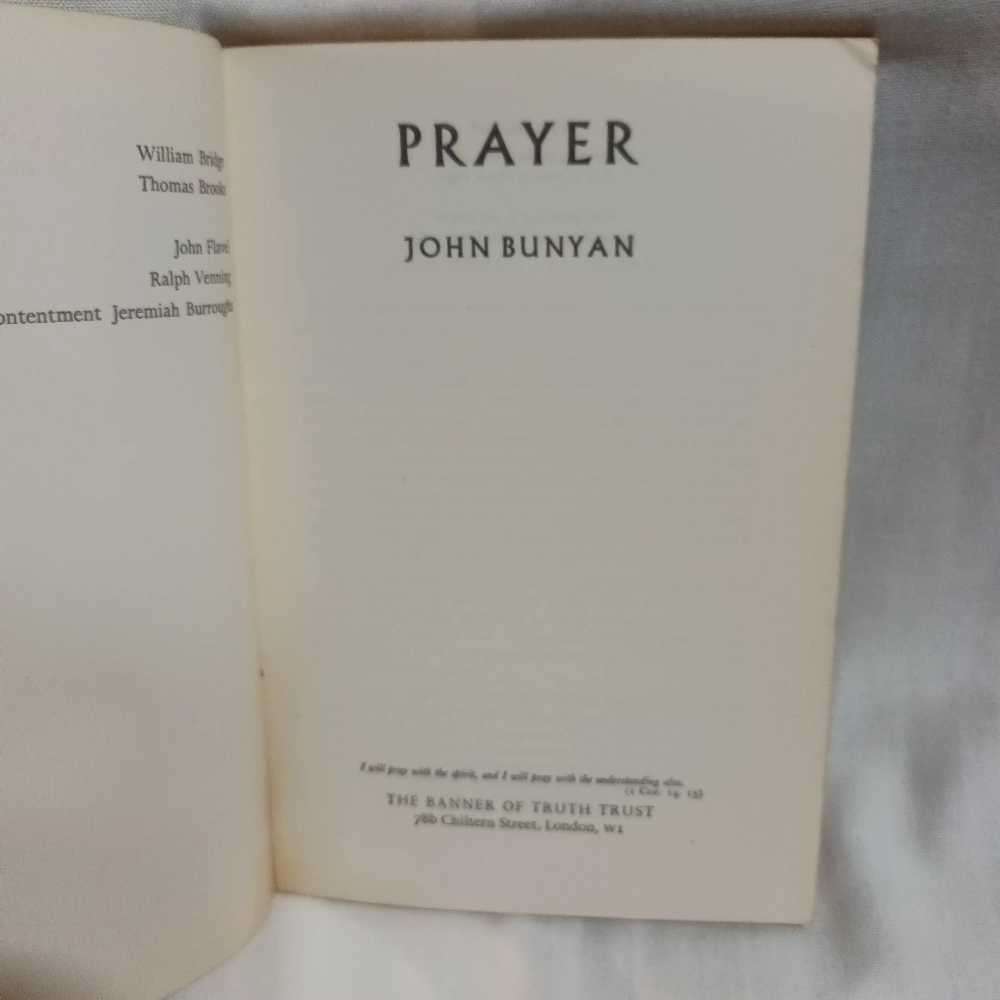 William Bridge
Thomas Brooks
John Flavel
Ralph Venning
ontentment Jeremiah Burroughs
PRAYER
JOHN BUNYAN
I will pray with the spirit, and I will pray with the understanding also.
(1 Cor. 14. 15)
THE BANNER OF TRUTH TRUST
78b Chiltern Street, London, W1